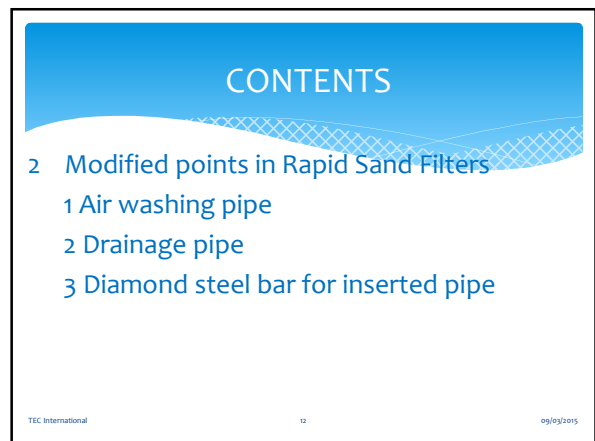 CONTENTS
2 Modified points in Rapid Sand Filters
1 Air washing pipe
2 Drainage pipe
3 Diamond steel bar for inserted pipe
TEC International 12 09/03/2015